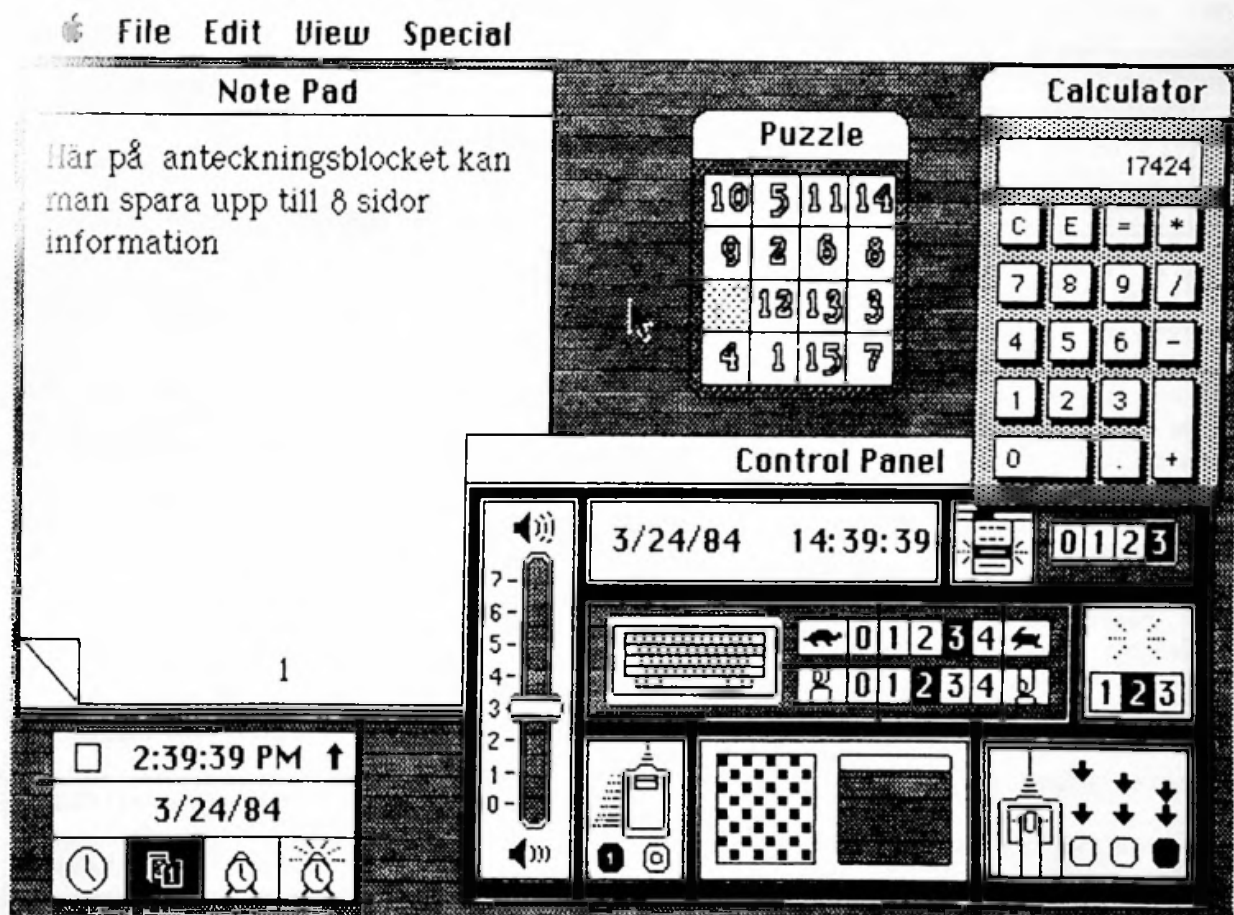 File Edit View Special
Note Pad
Här på anteckningsblocket kan
man spara upp till 8 sidor
information
1
Puzzle
10 5 11 14
9 2 6 8
12 13 3
4 1 15 7
Calculator
17424
C E = *
7 8 9 /
4 5 6 -
1 2 3
0 . +
Control Panel
7
6
5
4
3
2
1
0
3/24/84 14:39:39
0 1 2 3
0 1 2 3 4
0 1 2 3 4
1 2 3
1 0
2:39:39 PM
3/24/84
21